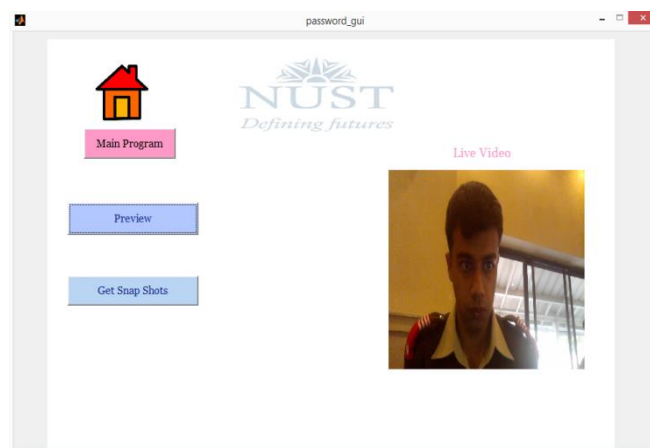 password_gui
NUST
Defining futures
Main Program
Live Video
Preview
Get Snap Shots